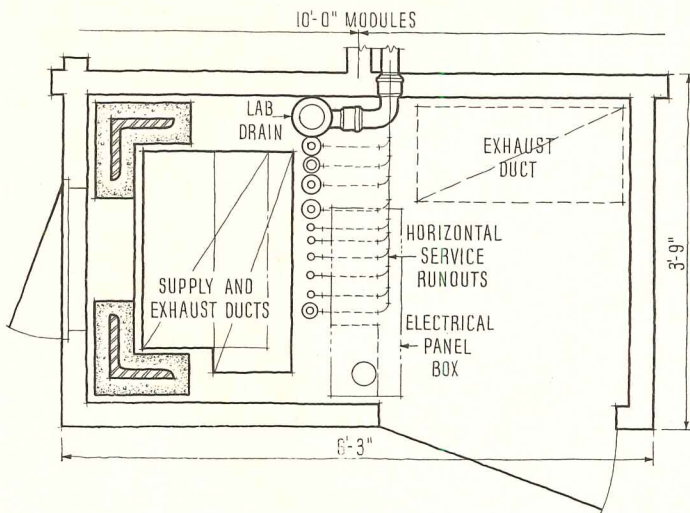 10'-0" MODULES
LAB
DRAIN
EXHAUST
DUCT
3'-9"
HORIZONTAL
SERVICE
RUNOUTS
SUPPLY AND
EXHAUST DUCTS
ELECTRICAL
PANEL
BOX
6'-3"